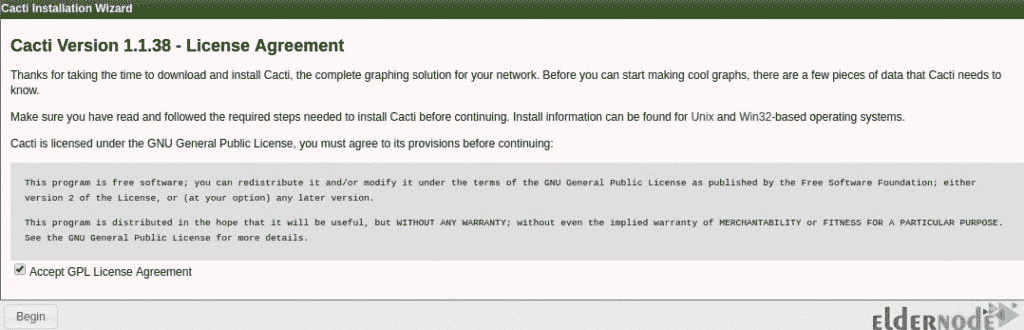 Cacti Installation Wizard
Cacti Version 1.1.38 - License Agreement
Thanks for taking the time to download and install Cacti, the complete graphing solution for your network. Before you can start making cool graphs, there are a few pieces of data that Cacti needs to
know.
Make sure you have read and followed the required steps needed to install Cacti before continuing. Install information can be found for Unix and Win32-based operating systems.
Cacti is licensed under the GNU General Public License, you must agree to its provisions before continuing:
This program is free software; you can redistribute it and/or modify it under the terms of the GNU General Public License as published by the Free Software Foundation; either
version 2 of the License, or (at your option) any later version.
This program is distributed in the hope that it will be useful, but WITHOUT ANY WARRANTY; without even the implied warranty of MERCHANTABILITY or FITNESS FOR A PARTICULAR PURPOSE.
See the GNU General Public License for more details.
Accept GPL License Agreement
Begin
elderNODE